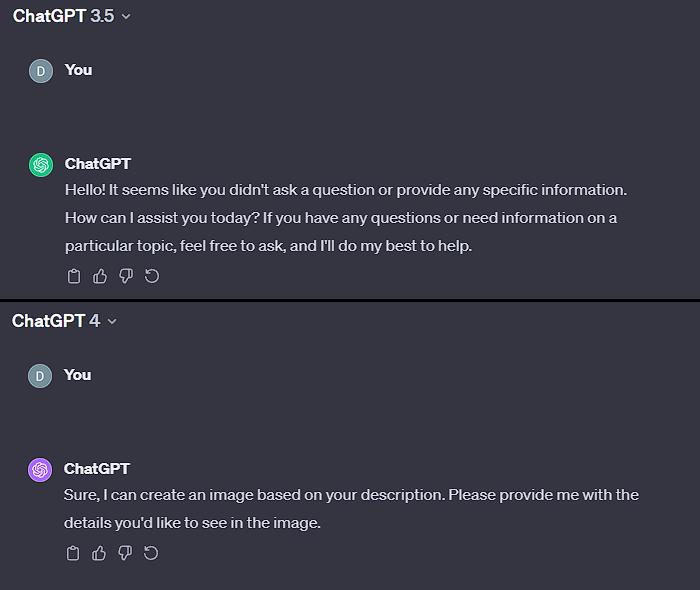 ChatGPT 3.5
D You
ChatGPT
Hello! It seems like you didn't ask a question or provide any specific information.
How can I assist you today? If you have any questions or need information on a
particular topic, feel free to ask, and I'll do my best to help.
ChatGPT 4
D You
ChatGPT
Sure, I can create an image based on your description. Please provide me with the
details you'd like to see in the image.